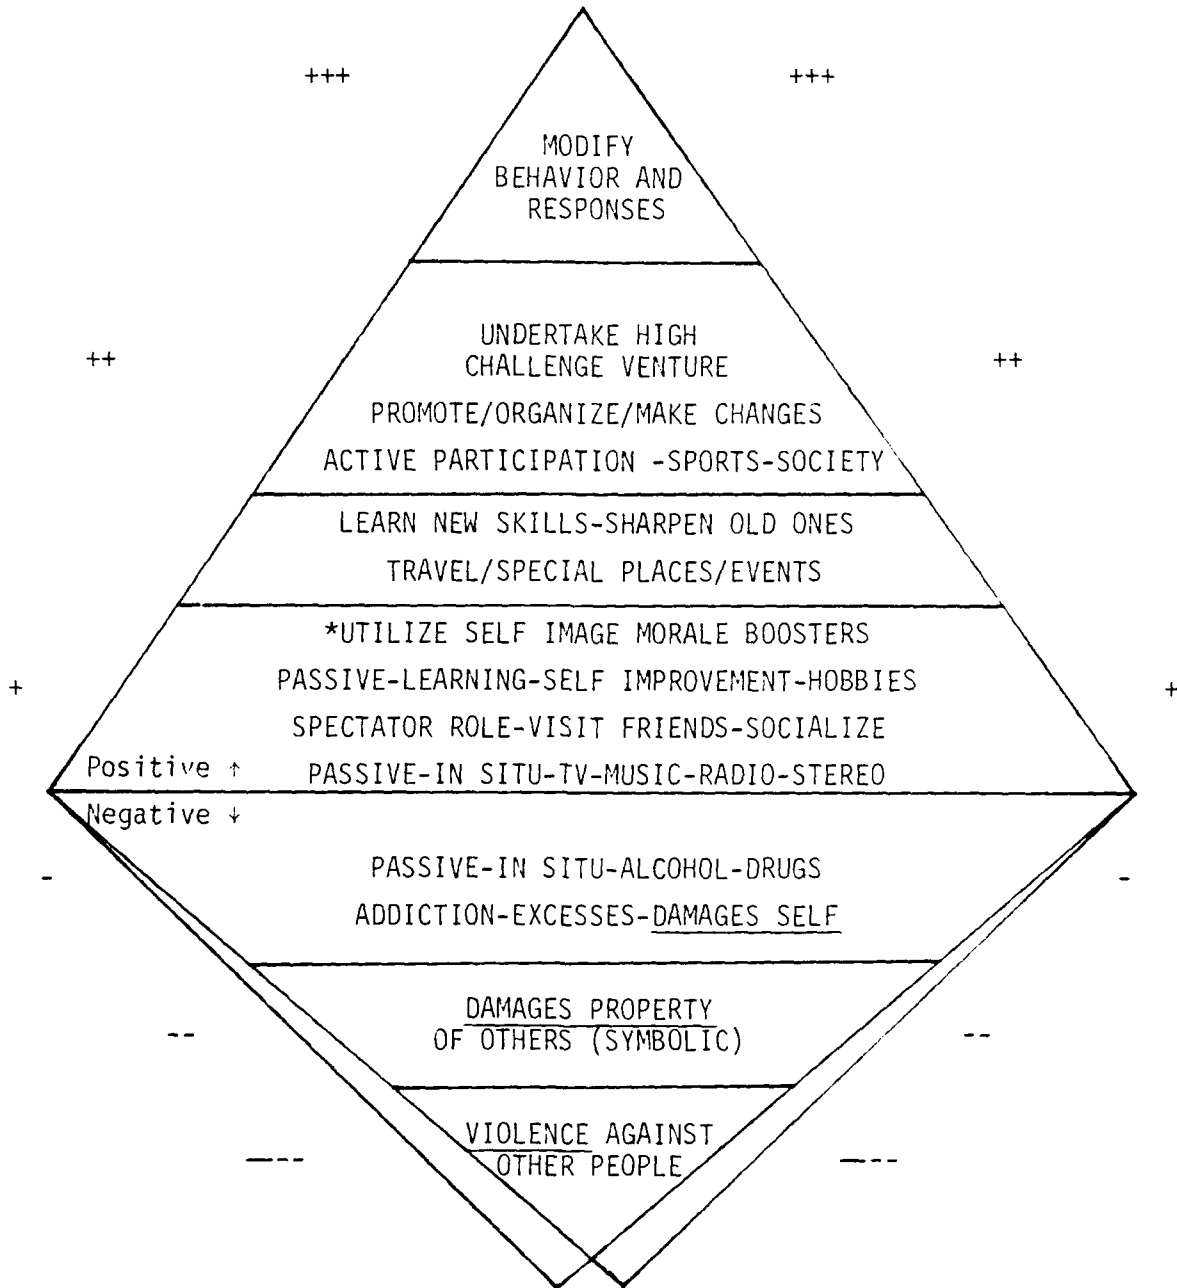 +++ +++
MODIFY
BEHAVIOR AND
RESPONSES
UNDERTAKE HIGH
++ CHALLENGE VENTURE ++
PROMOTE/ORGANIZE/MAKE CHANGES
ACTIVE PARTICIPATION -SPORTS-SOCIETY
LEARN NEW SKILLS-SHARPEN OLD ONES
TRAVEL/SPECIAL PLACES/EVENTS
*UTILIZE SELF IMAGE MORALE BOOSTERS
+ PASSIVE-LEARNING-SELF IMPROVEMENT-HOBBIES +
SPECTATOR ROLE-VISIT FRIENDS-SOCIALIZE
Positive ↑ PASSIVE-IN SITU-TV-MUSIC-RADIO-STEREO
Negative ↓
- PASSIVE-IN SITU-ALCOHOL-DRUGS -
ADDICTION-EXCESSES-DAMAGES SELF
DAMAGES PROPERTY
-- OF OTHERS (SYMBOLIC) --
VIOLENCE AGAINST
---- OTHER PEOPLE ----